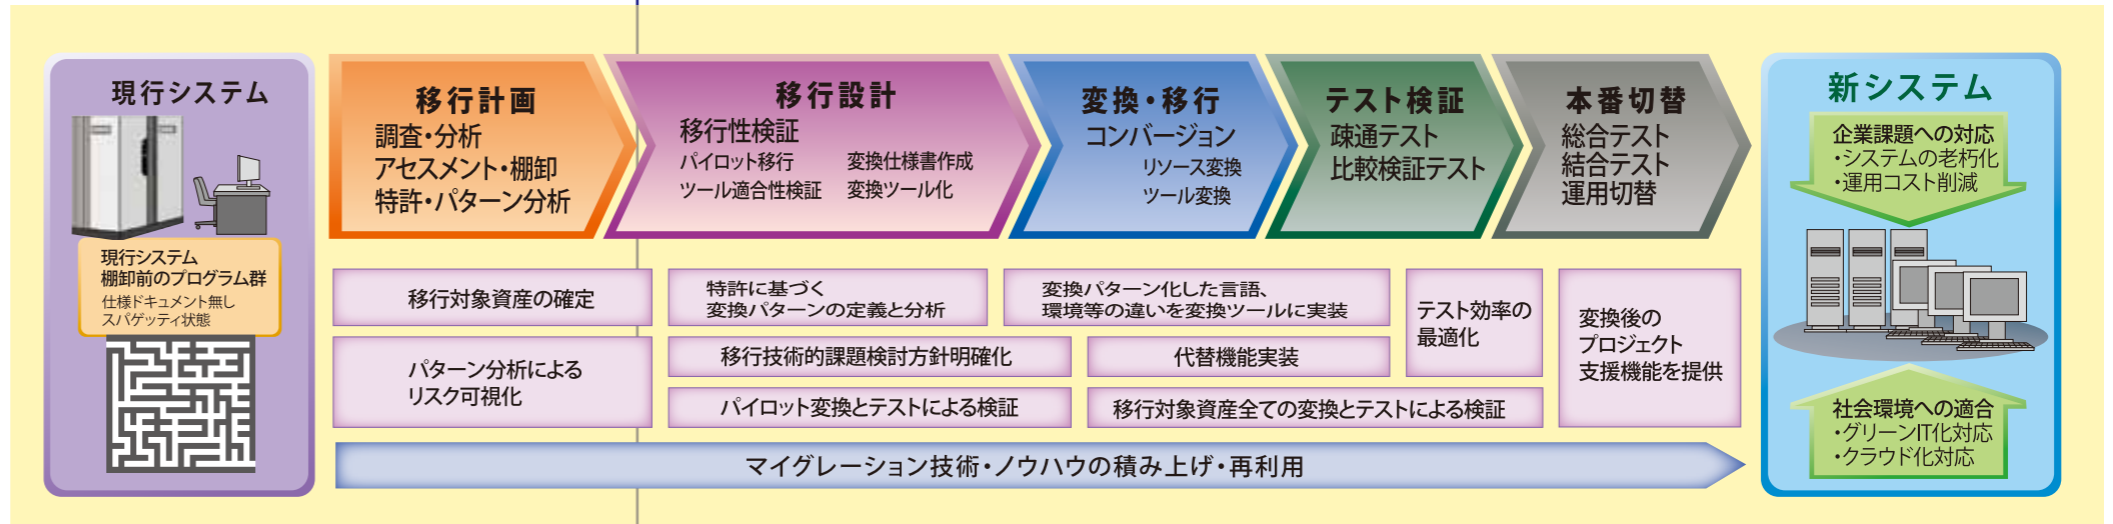 現行システム
現行システム
棚卸前のプログラム群
仕様ドキュメント無し
スパゲッティ状態
移行計画
調査・分析
アセスメント・棚卸
特許・パターン分析
移行設計
移行性検証
パイロット移行
ツール適合性検証
変換仕様書作成
変換ツール化
変換・移行
コンバージョン
リソース変換
ツール変換
テスト検証
疎通テスト
比較検証テスト
本番切替
総合テスト
結合テスト
運用切替
移行対象資産の確定
パターン分析による
リスク可視化
特許に基づく
変換パターンの定義と分析
変換パターン化した言語、
環境等の違いを変換ツールに実装
移行技術的課題検討方針明確化
代替機能実装
パイロット変換とテストによる検証
移行対象資産全ての変換とテストによる検証
テスト効率の
最適化
変換後の
プロジェクト
支援機能を提供
マイグレーション技術・ノウハウの積み上げ・再利用
新システム
企業課題への対応
・システムの老朽化
・運用コスト削減
社会環境への適合
・グリーンIT化対応
・クラウド化対応